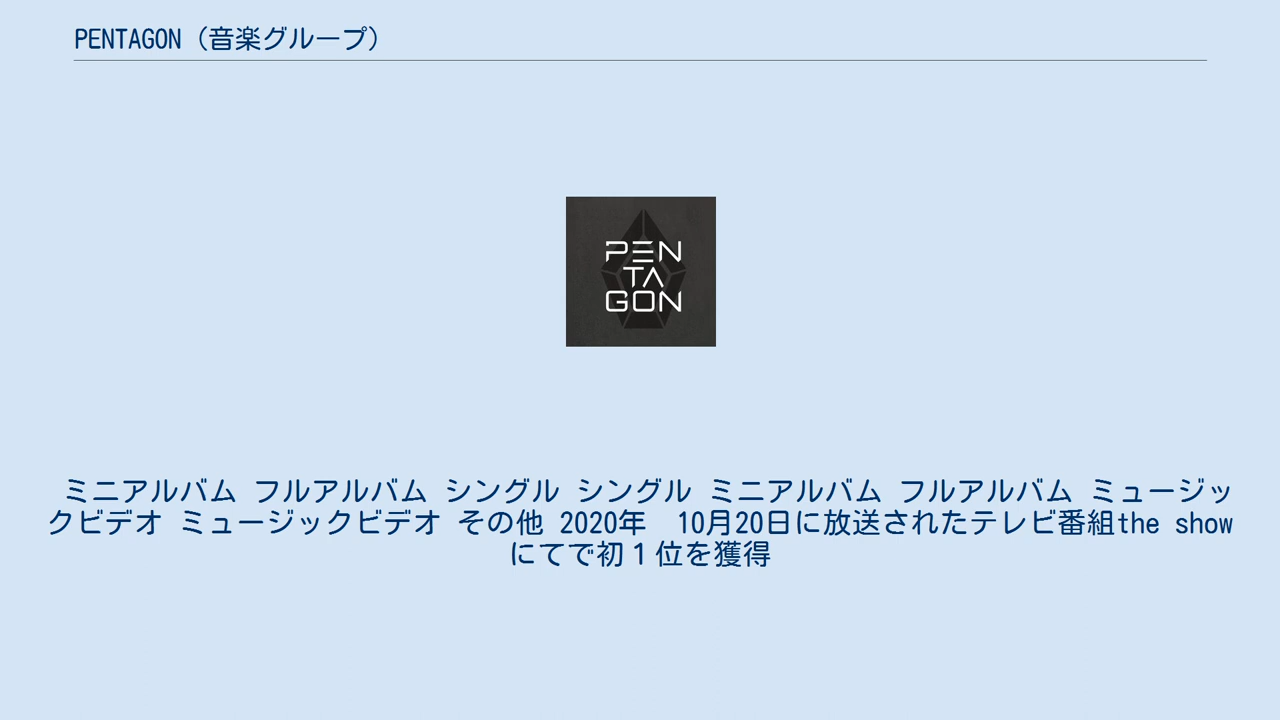 PENTAGON（音楽グループ）
PEN
TA
GON
ミニアルバム フルアルバム シングル シングル ミニアルバム フルアルバム ミュージッ
クビデオ ミュージックビデオ その他 2020年　10月20日に放送されたテレビ番組the show
にてで初１位を獲得